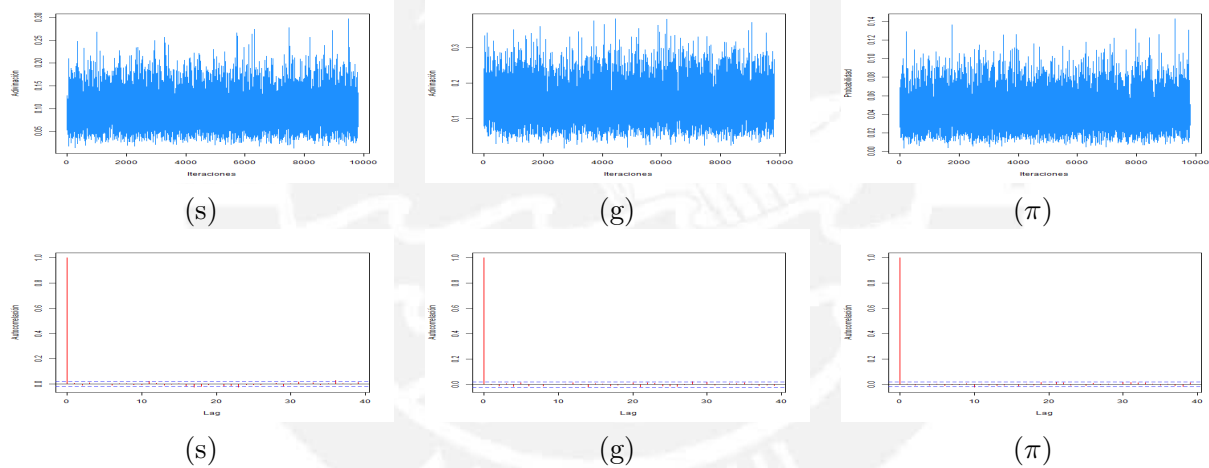 0.30
0.25
0.20
0.15
0.10
0.05
Adivinación
0 2000 4000 6000 8000 10000
Iteraciones
(s)
0.3
0.2
0.1
Adivinación
0 2000 4000 6000 8000 10000
Iteraciones
(g)
0.14
0.12
0.10
0.08
0.06
0.04
0.02
0.00
Probabilidad
0 2000 4000 6000 8000 10000
Iteraciones
(π)
1.0
0.8
0.6
0.4
0.2
0.0
Autocorrelación
0 10 20 30 40
Lag
(s)
1.0
0.8
0.6
0.4
0.2
0.0
Autocorrelación
0 10 20 30 40
Lag
(g)
1.0
0.8
0.6
0.4
0.2
0.0
Autocorrelación
0 10 20 30 40
Lag
(π)